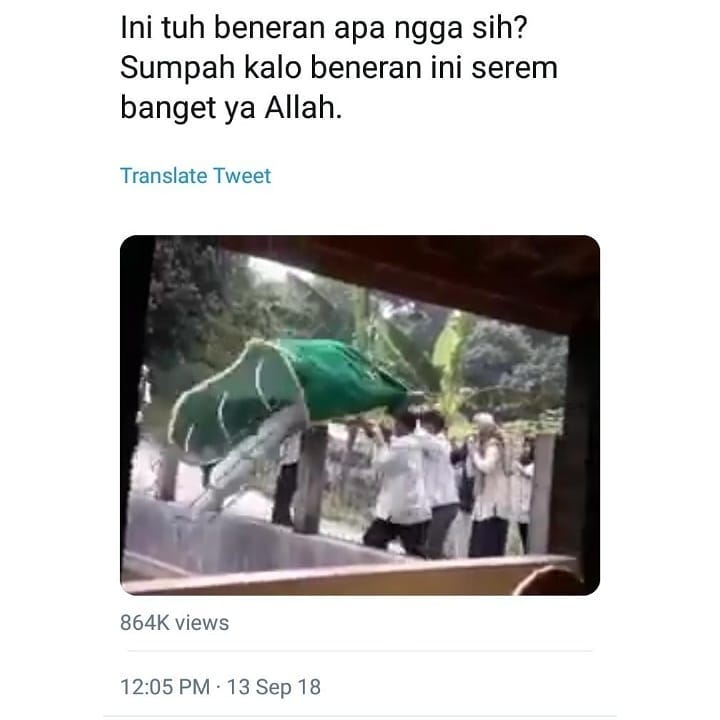 Ini tuh beneran apa ngga sih?
Sumpah kalo beneran ini serem
banget ya Allah.
Translate Tweet
864K views
12:05 PM · 13 Sep 18